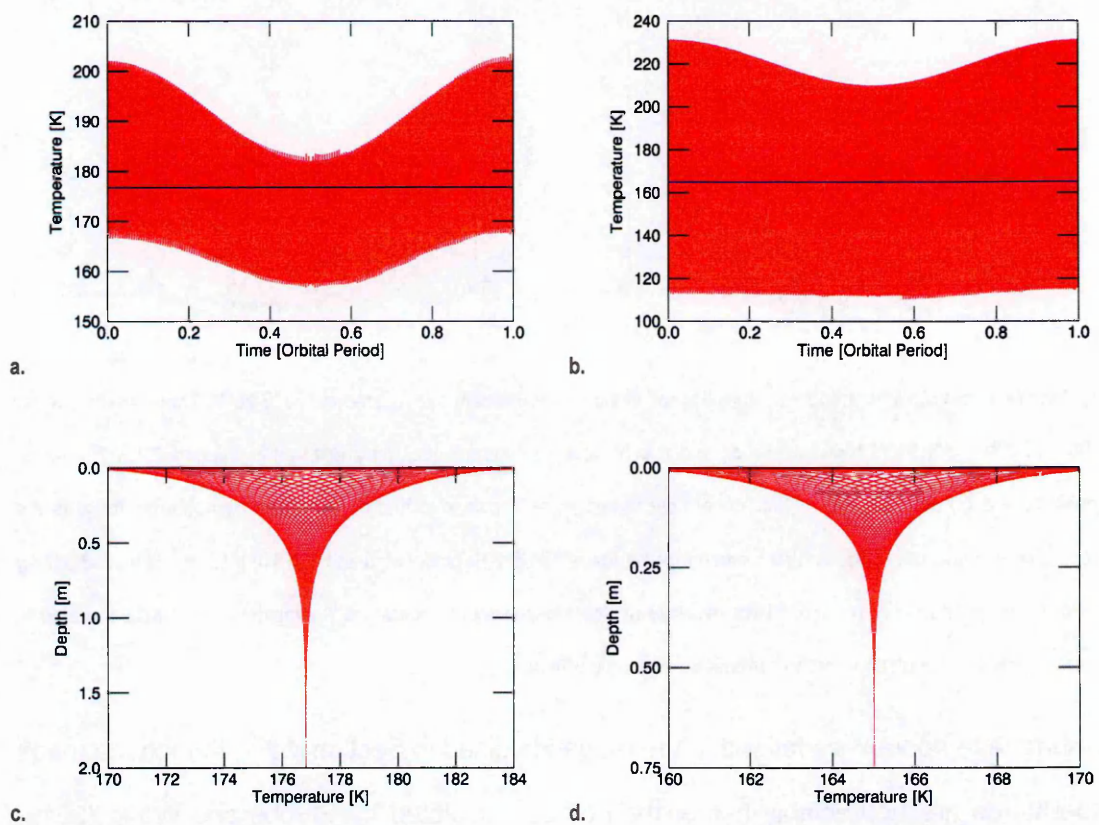 210
200
190
180
170
160
150
Temperature [K]
0.0 0.2 0.4 0.6 0.8 1.0
Time [Orbital Period]
a.
240
220
200
180
160
140
120
100
Temperature [K]
0.0 0.2 0.4 0.6 0.8 1.0
Time [Orbital Period]
b.
0.0
0.5
1.0
1.5
2.0
Depth [m]
170 172 174 176 178 180 182 184
Temperature [K]
c.
0.00
0.25
0.50
0.75
Depth [m]
160 162 164 166 168 170
Temperature [K]
d.